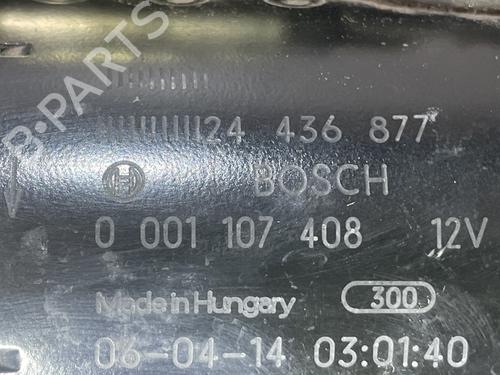 B-PARTS
24 436 877
BOSCH
0 001 107 408 12V
Made in Hungary 300
06-04-14 03:01:40